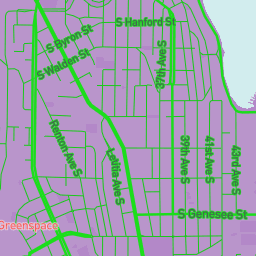 S Hanford St
S Byron St
37th Ave S
S Walden St
Renton Ave S
Letitia Ave S
39th Ave S
41st Ave S
43rd Ave S
S Genesee St
Greenspace